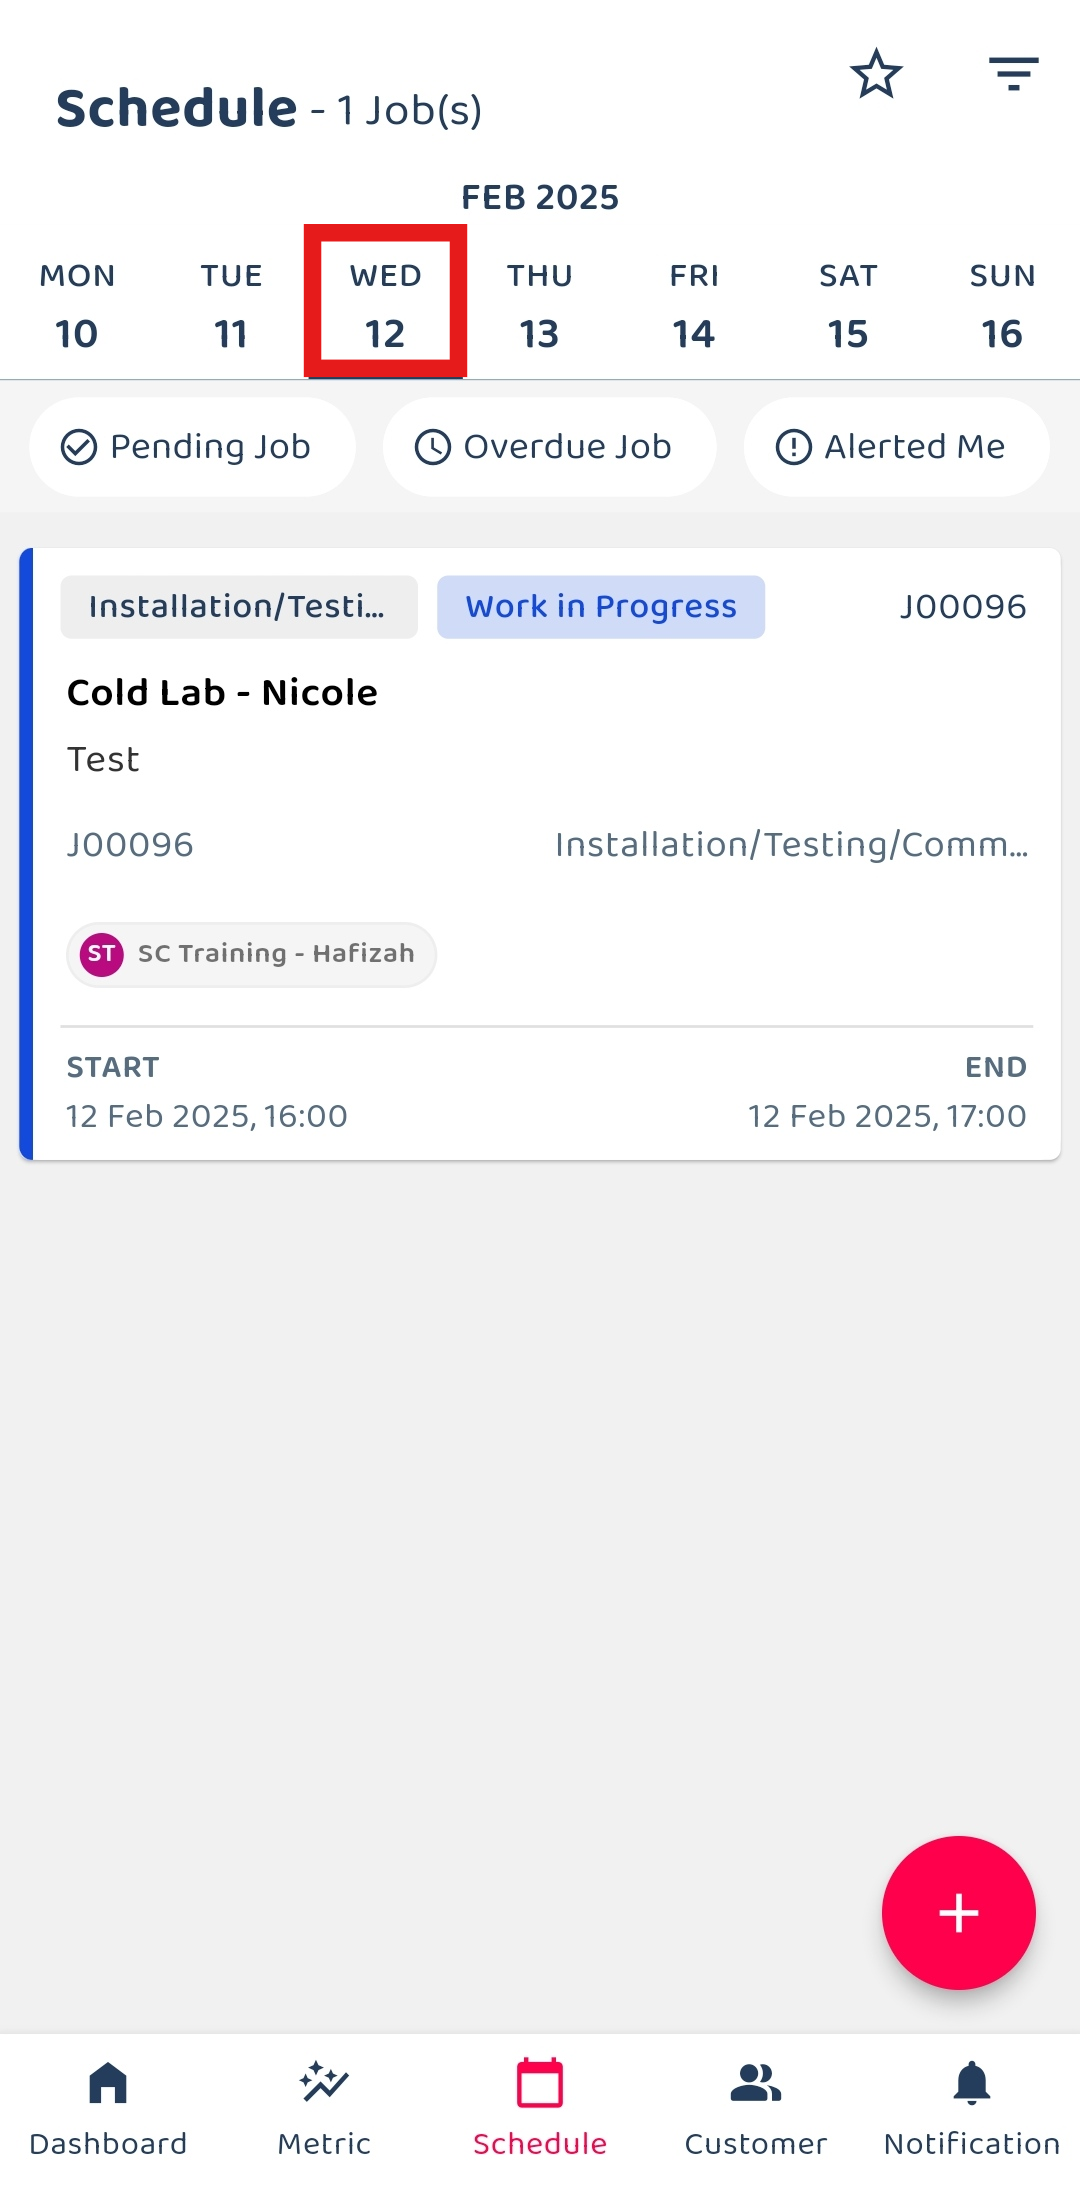 Schedule - 1 Job(s)
FEB 2025
MON TUE WED THU FRI SAT SUN
10 11 12 13 14 15 16
Pending Job Overdue Job Alerted Me
Installation/Testi... Work in Progress J00096
Cold Lab - Nicole
Test
J00096 Installation/Testing/Comm...
ST SC Training - Hafizah
START END
12 Feb 2025, 16:00 12 Feb 2025, 17:00
Dashboard Metric Schedule Customer Notification